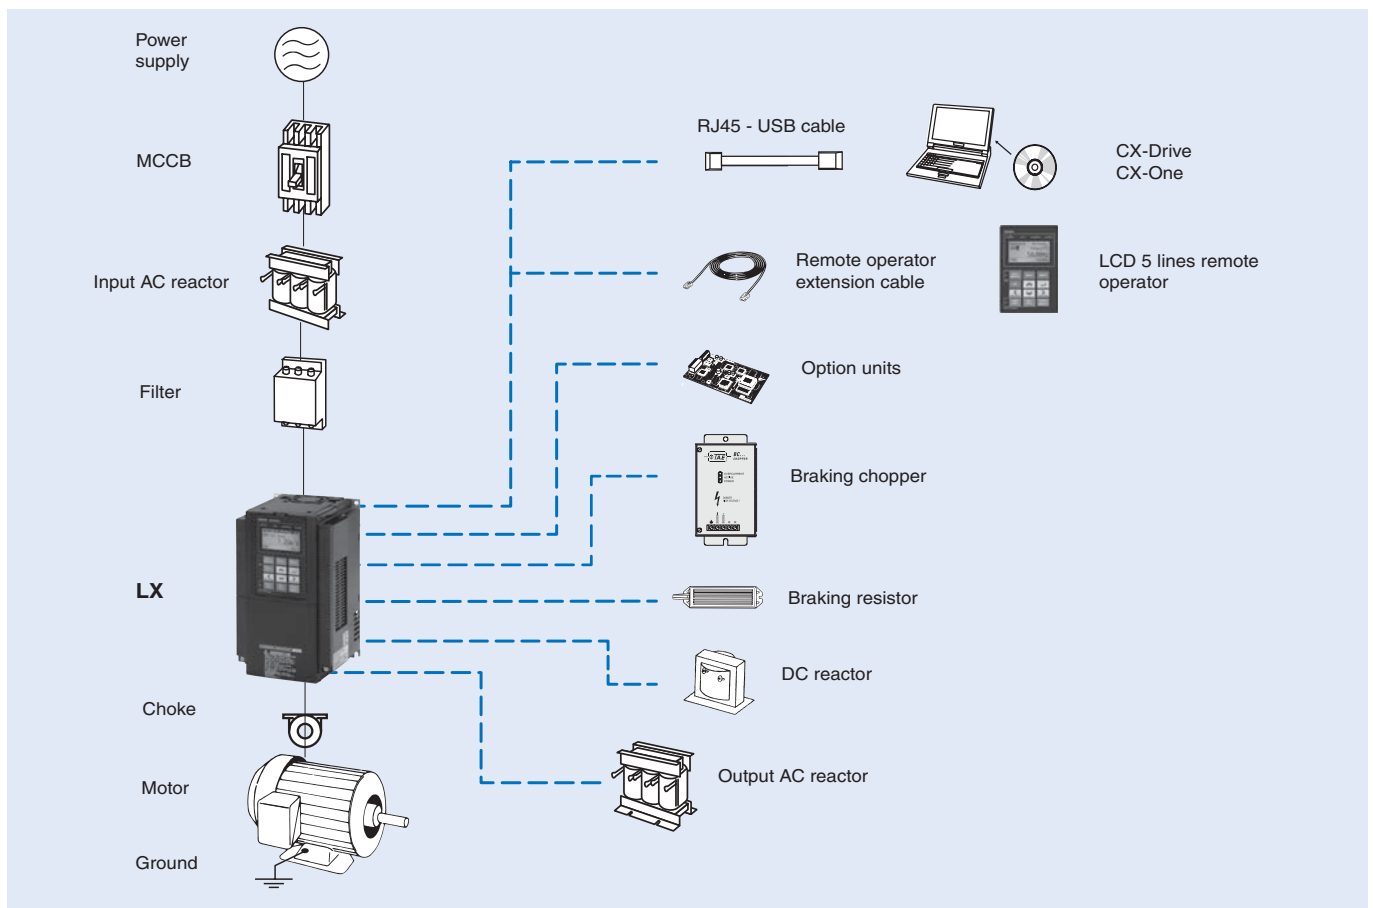 Power
supply
MCCB
Input AC reactor
Filter
LX
Choke
Motor
Ground
RJ45 - USB cable
CX-Drive
CX-One
Remote operator
extension cable
LCD 5 lines remote
operator
Option units
Braking chopper
Braking resistor
DC reactor
Output AC reactor